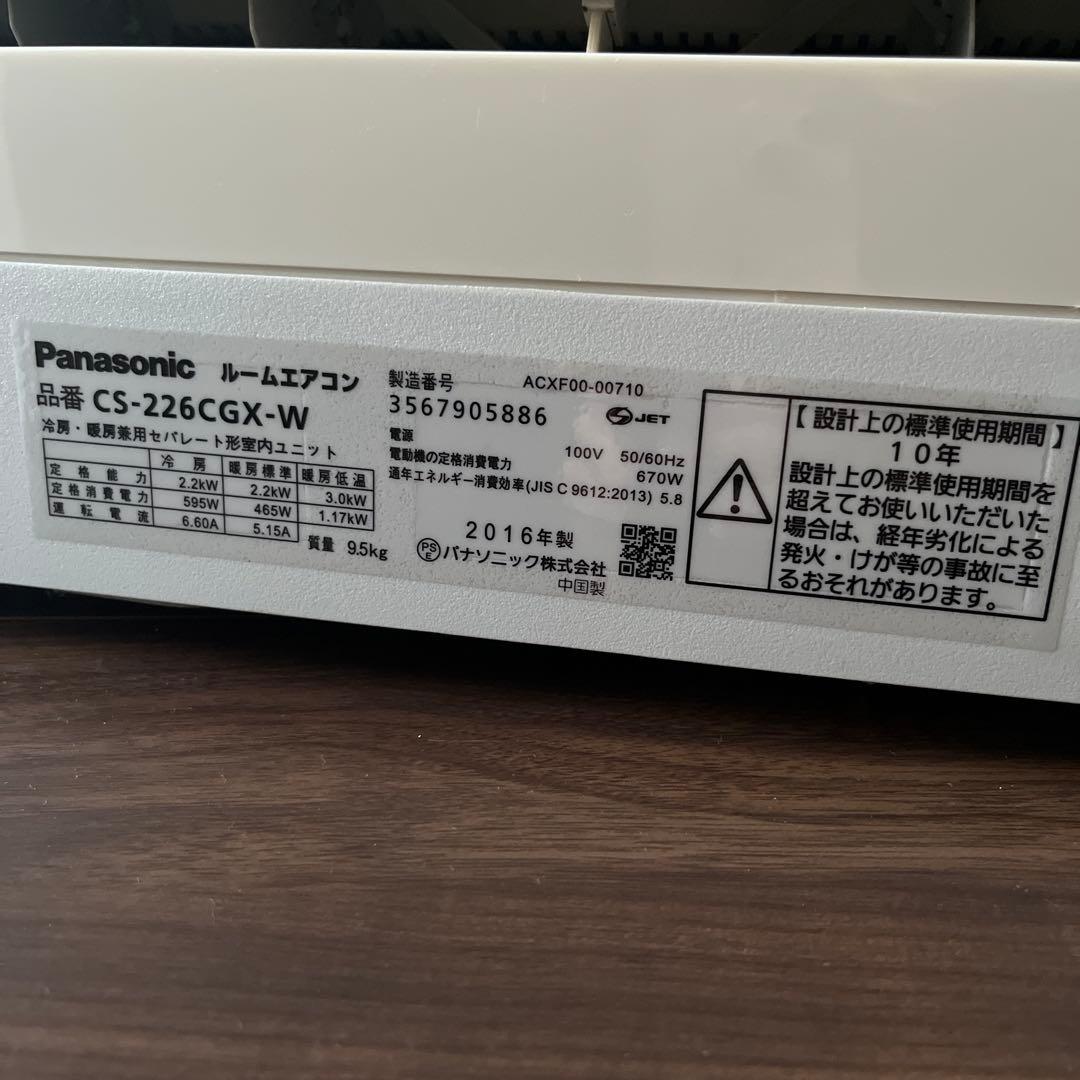 Panasonic ルームエアコン
品番 CS-226CGX-W
冷房・暖房兼用セパレート形室内ユニット
冷房 暖房標準 暖房低温
定格能力 2.2kW 2.2kW 3.0kW
定格消費電力 595W 465W 1.17kW
運転電流 6.60A 5.15A
質量 9.5kg
製造番号 ACXF00-00710
3567905886 JET
電源 100V 50/60Hz
電動機の定格消費電力 670W
通年エネルギー消費効率(JIS C 9612:2013) 5.8
2016年製
PSE パナソニック株式会社
中国製
【設計上の標準使用期間】
10年
設計上の標準使用期間を
超えてお使いいただいた
場合は、経年劣化による
発火・けが等の事故に至
るおそれがあります。